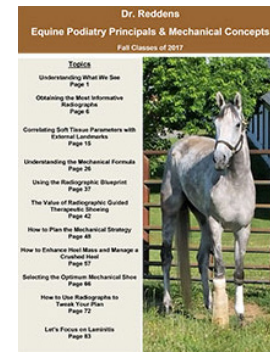 Dr. Reddens
Equine Podiatry Principals & Mechanical Concepts
Fall Classes of 2017
Topics
Understanding What We See
Page 1
Obtaining the Most Informative
Radiographs
Page 6
Correlating Soft Tissue Parameters with
External Landmarks
Page 15
Understanding the Mechanical Formula
Page 26
Using the Radiographic Blueprint
Page 37
The Value of Radiographic Guided
Therapeutic Shoeing
Page 42
How to Plan the Mechanical Strategy
Page 48
How to Enhance Heel Mass and Manage a
Crushed Heel
Page 57
Selecting the Optimum Mechanical Shoe
Page 66
How to Use Radiographs to
Tweak Your Plan
Page 72
Let's Focus on Laminitis
Page 83